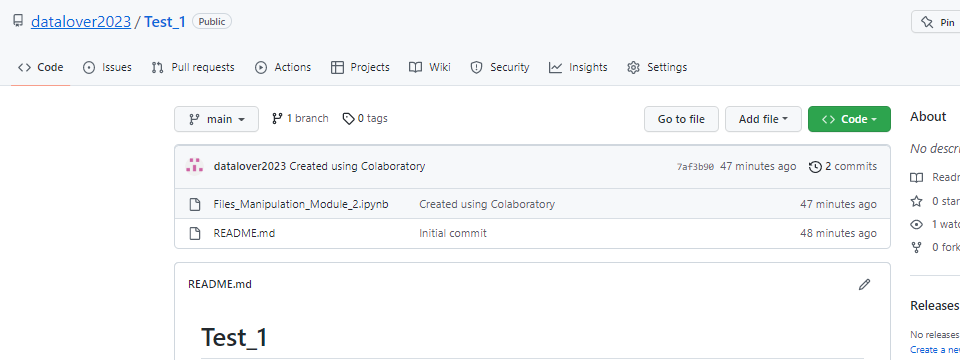 datalover2023 / Test_1 Public Pin
Code Issues Pull requests Actions Projects Wiki Security Insights Settings
main 1 branch 0 tags Go to file Add file Code About
No descri
datalover2023 Created using Colaboratory 7af3b90 47 minutes ago 2 commits
Readm
Files_Manipulation_Module_2.ipynb Created using Colaboratory 47 minutes ago
0 star
1 watc
README.md Initial commit 48 minutes ago
0 fork
README.md
Releases
Test_1
No releases
Create a new